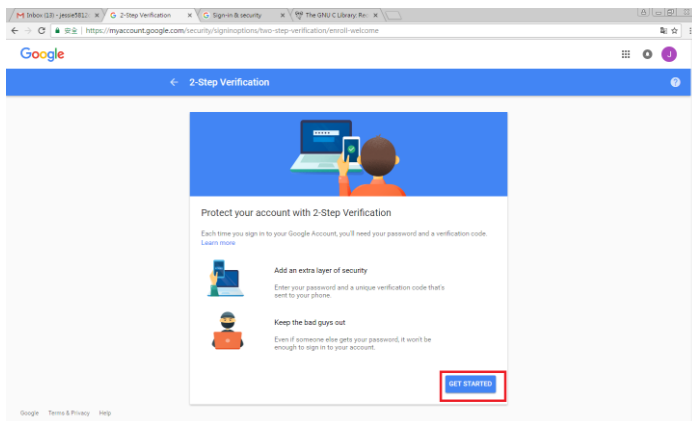 Inbox (13) - jessie5812
2-Step Verification
Sign-in & security
The GNU C Library: Re
安全 | https://myaccount.google.com/security/signinoptions/two-step-verification/enroll-welcome
Google
J
2-Step Verification
Protect your account with 2-Step Verification
Each time you sign in to your Google Account, you'll need your password and a verification code.
Learn more
Add an extra layer of security
Enter your password and a unique verification code that's
sent to your phone.
Keep the bad guys out
Even if someone else gets your password, it won't be
enough to sign in to your account.
GET STARTED
Google Terms & Privacy Help